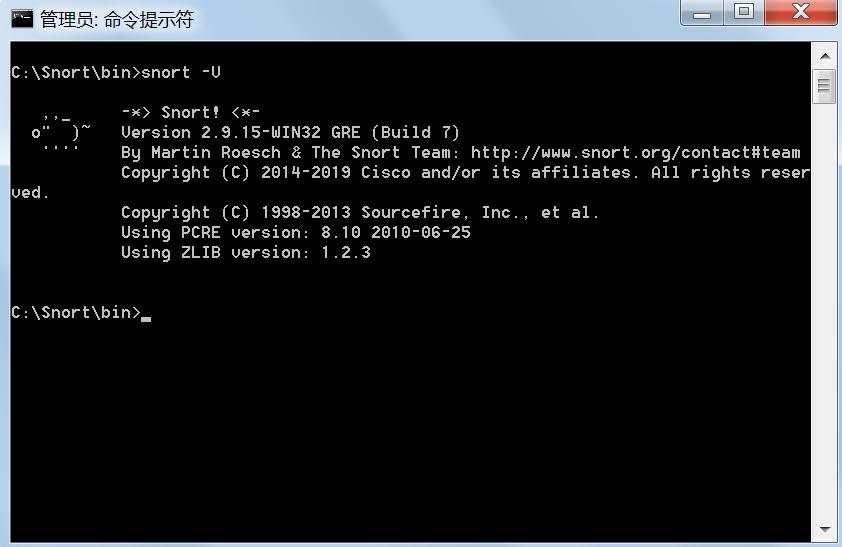 管理员: 命令提示符
C:\Snort\bin>snort -V
,,_ -*> Snort! <*-
o"  )~ Version 2.9.15-WIN32 GRE (Build 7)
'''' By Martin Roesch & The Snort Team: http://www.snort.org/contact#team
Copyright (C) 2014-2019 Cisco and/or its affiliates. All rights reser
ved.
Copyright (C) 1998-2013 Sourcefire, Inc., et al.
Using PCRE version: 8.10 2010-06-25
Using ZLIB version: 1.2.3
C:\Snort\bin>_